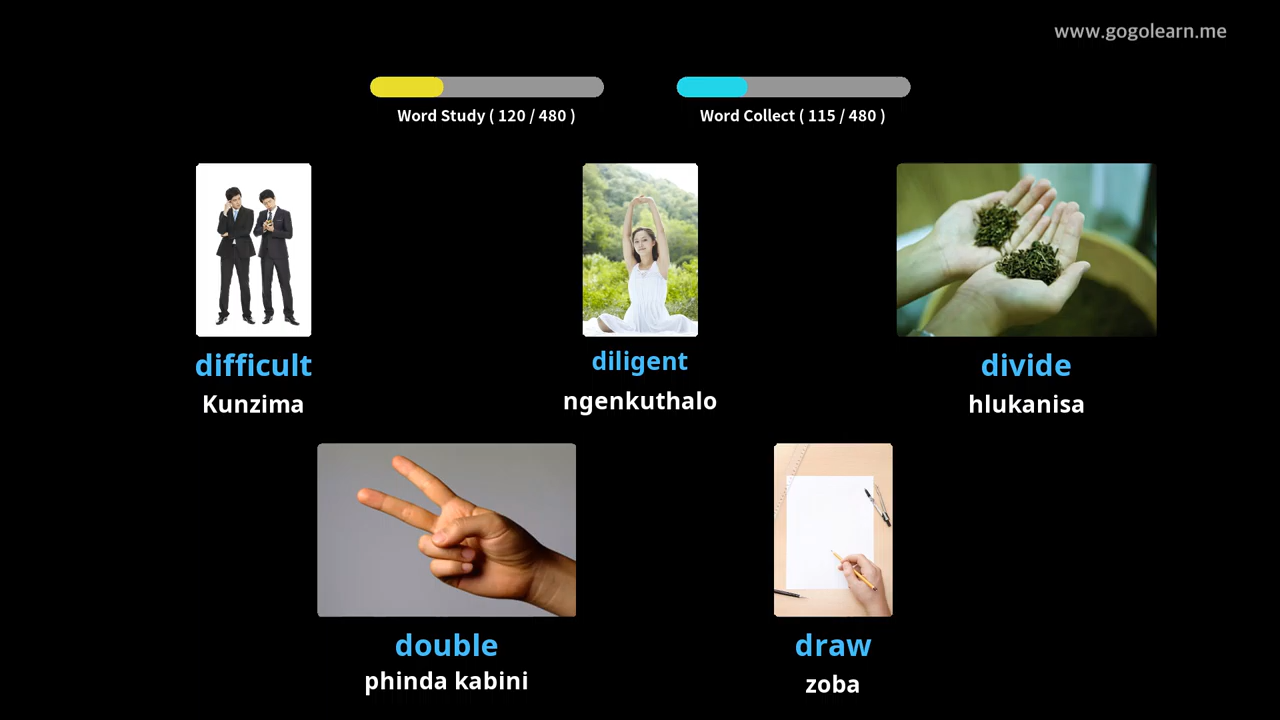 www.gogolearn.me
Word Study ( 120 / 480 )
Word Collect ( 115 / 480 )
difficult
Kunzima
diligent
ngenkuthalo
divide
hlukanisa
double
phinda kabini
draw
zoba